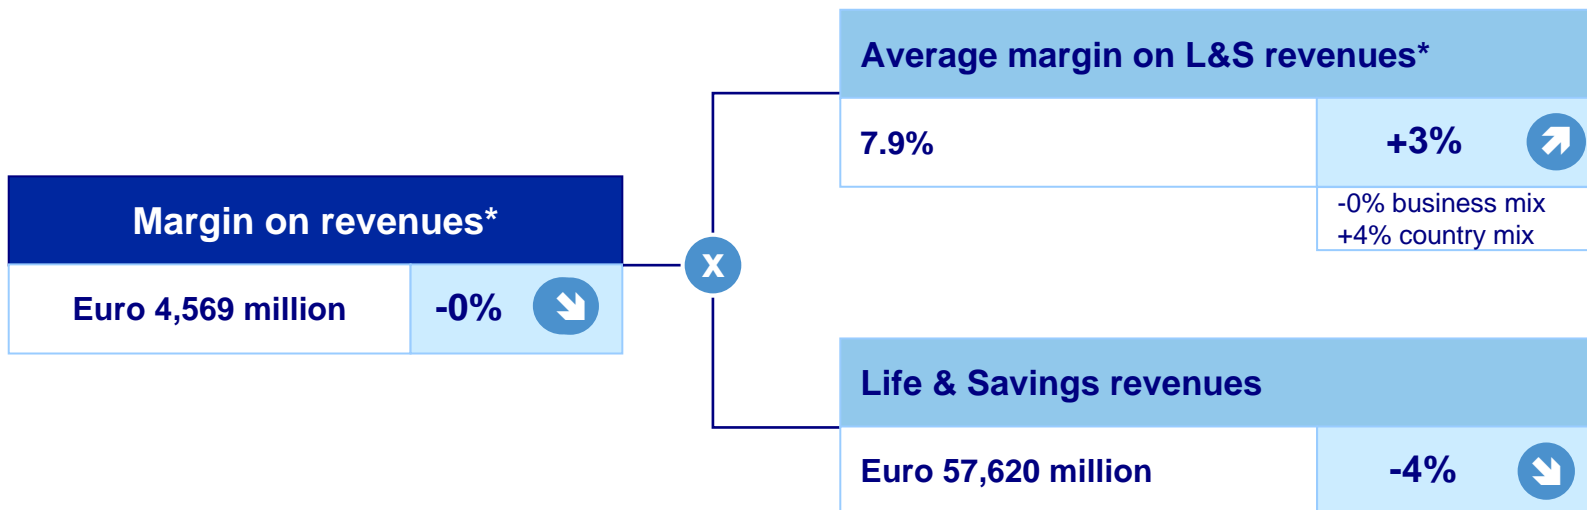 Average margin on L&S revenues*
7.9%
+3%
-0% business mix
+4% country mix
Margin on revenues*
Euro 4,569 million
-0%
X
Life & Savings revenues
Euro 57,620 million
-4%